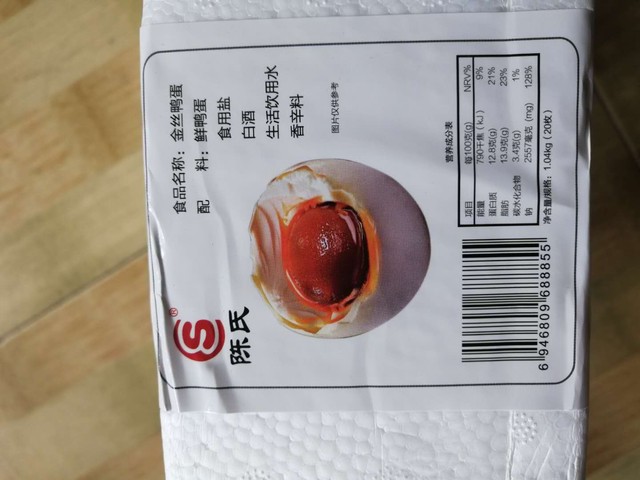 食品名称：金丝鸭蛋
配 料：鲜鸭蛋
食用盐
白酒
生活饮用水
香辛料
图片仅供参考
S®
陈氏
营养成分表
项目 每100克(g) NRV%
能量 790千焦（kJ） 9%
蛋白质 12.8克(g) 21%
脂肪 13.9克(g) 23%
碳水化合物 3.4克(g) 1%
钠 2557毫克（mg） 128%
净含量/规格：1.04kg（20枚）
6 946809 688855